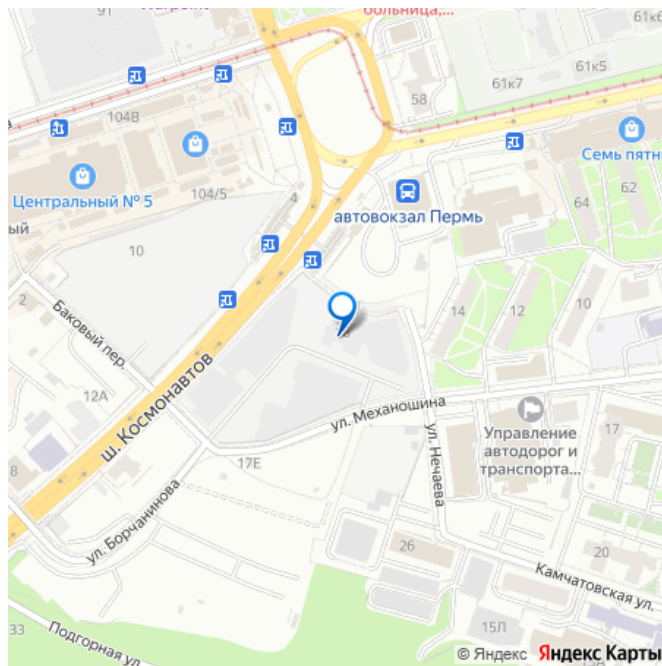 91
больница,...
61к6
61к5
61к7
58
104В
Семь пятни
Центральный № 5
104/5
4
автовокзал Пермь
64
62
ный
10
2
Баковый пер.
14
12
10
12А
ш. Космонавтов
ул. Механошина
ул. Нечаева
Управление
автодорог и
транспорта...
17
8
17Е
ул. Борчанинова
26
20
Камчатовская ул.
33
Подгорная ул.
15Л
© Яндекс Яндекс Карты